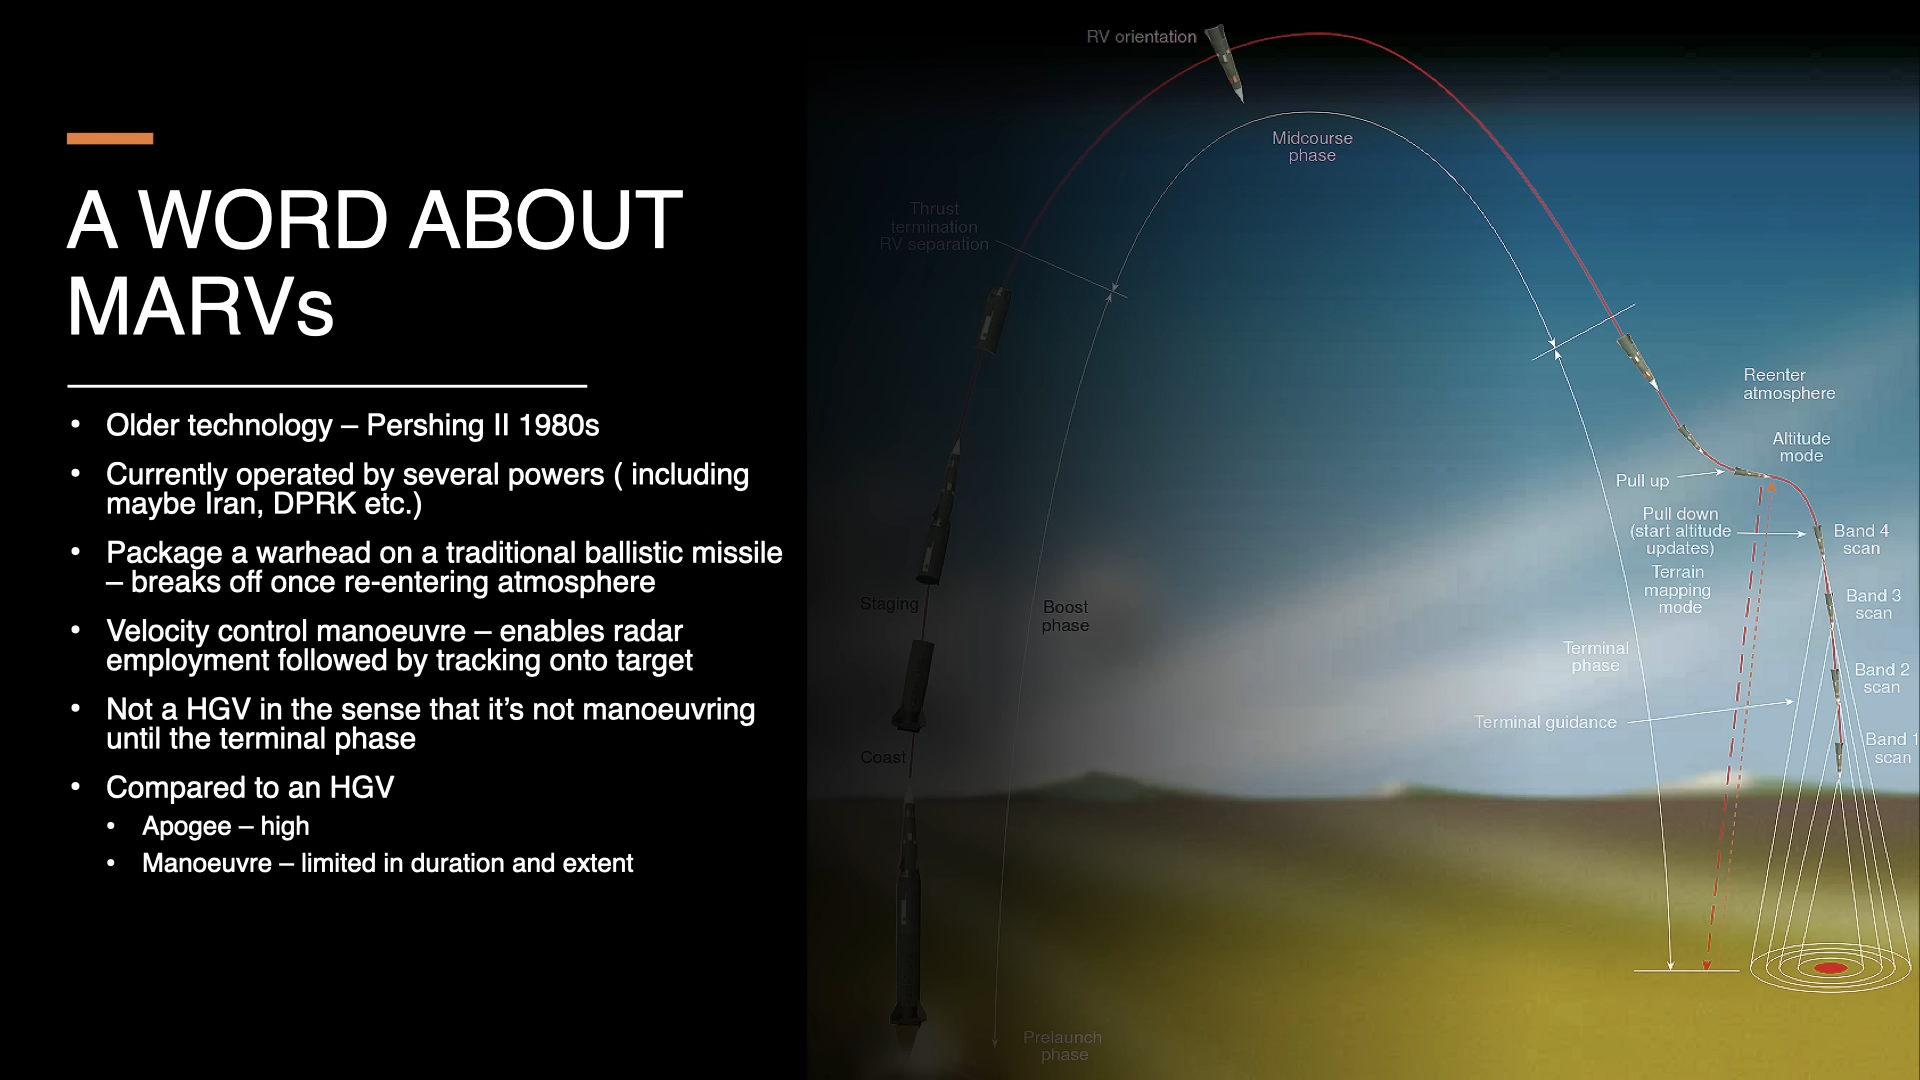 A WORD ABOUT
MARVs
• Older technology – Pershing II 1980s
• Currently operated by several powers ( including
maybe Iran, DPRK etc.)
• Package a warhead on a traditional ballistic missile
– breaks off once re-entering atmosphere
• Velocity control manoeuvre – enables radar
employment followed by tracking onto target
• Not a HGV in the sense that it’s not manoeuvring
until the terminal phase
• Compared to an HGV
• Apogee – high
• Manoeuvre – limited in duration and extent
RV orientation
Midcourse
phase
Thrust
termination
RV separation
Reenter
atmosphere
Altitude
mode
Pull up
Pull down
(start altitude
updates)
Terrain
mapping
mode
Band 4
scan
Band 3
scan
Staging
Boost
phase
Terminal
phase
Band 2
scan
Terminal guidance
Band 1
scan
Coast
Prelaunch
phase